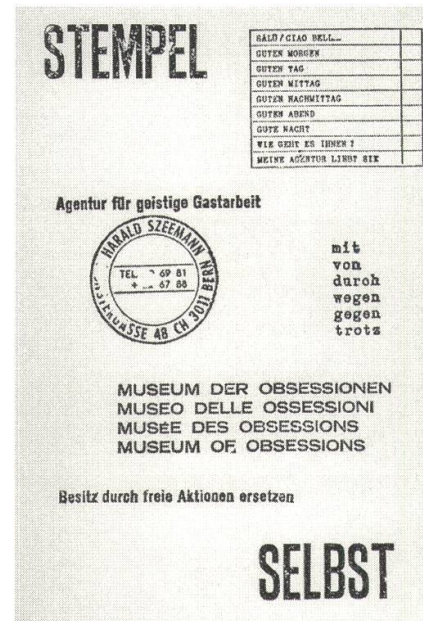 STEMPEL
SALÜ/CIAO BELL
GUTEN MORGEN
GUTEN TAG
GUTEN MITTAG
GUTEN NACHMITTAG
GUTEN ABEND
GUTE NACHT
WIE GEHT ES IHNEN ?
MEINE AGENTUR LIEBT SIE
Agentur für geistige Gastarbeit
HARALD SZEEMANN
TEL 69 81
+ 67 88
48 CH 3011 BERN
mit
von
durch
wegen
gegen
trotz
MUSEUM DER OBSESSIONEN
MUSEO DELLE OSSESSIONI
MUSÉE DES OBSESSIONS
MUSEUM OF OBSESSIONS
Besitz durch freie Aktionen ersetzen
SELBST